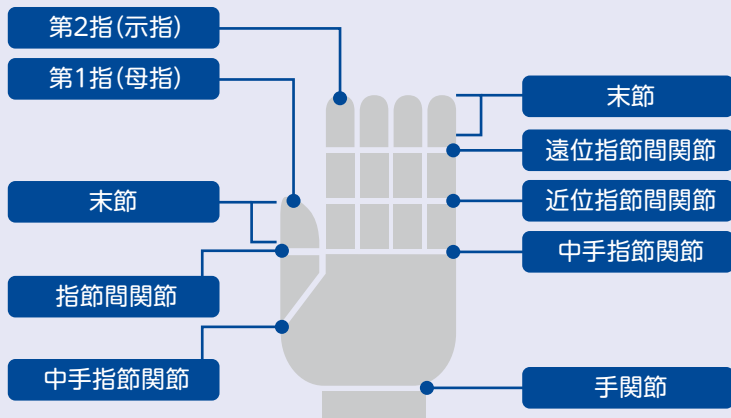 第2指(示指)
第1指(母指)
末節
指節間関節
中手指節関節
末節
遠位指節間関節
近位指節間関節
中手指節関節
手関節